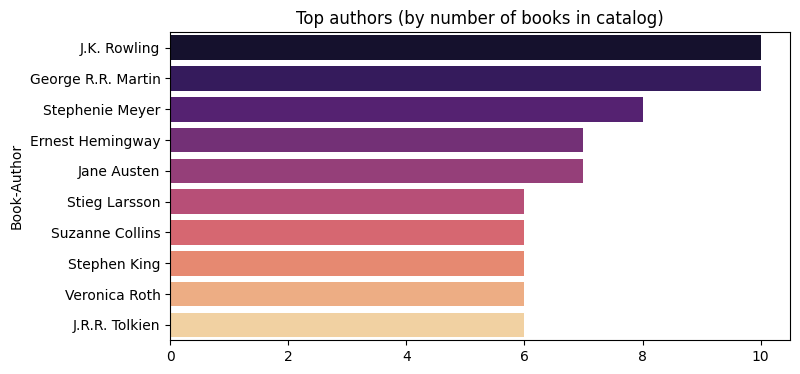 Top authors (by number of books in catalog)
Book-Author
J.K. Rowling
George R.R. Martin
Stephenie Meyer
Ernest Hemingway
Jane Austen
Stieg Larsson
Suzanne Collins
Stephen King
Veronica Roth
J.R.R. Tolkien
0 2 4 6 8 10